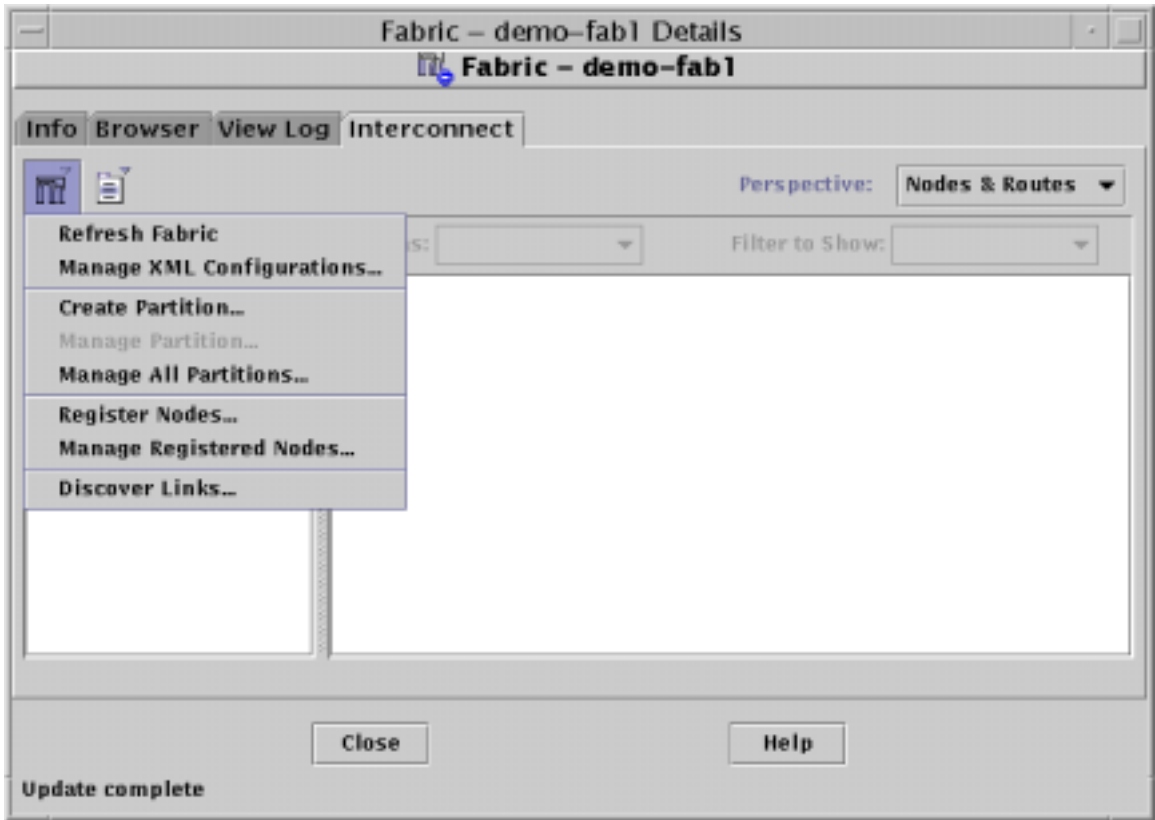 Fabric – demo–fab1 Details
Fabric – demo–fab1
Info Browser View Log Interconnect
Perspective: Nodes & Routes
Refresh Fabric
Manage XML Configurations...
s: Filter to Show:
Create Partition...
Manage Partition...
Manage All Partitions...
Register Nodes...
Manage Registered Nodes...
Discover Links...
Close Help
Update complete